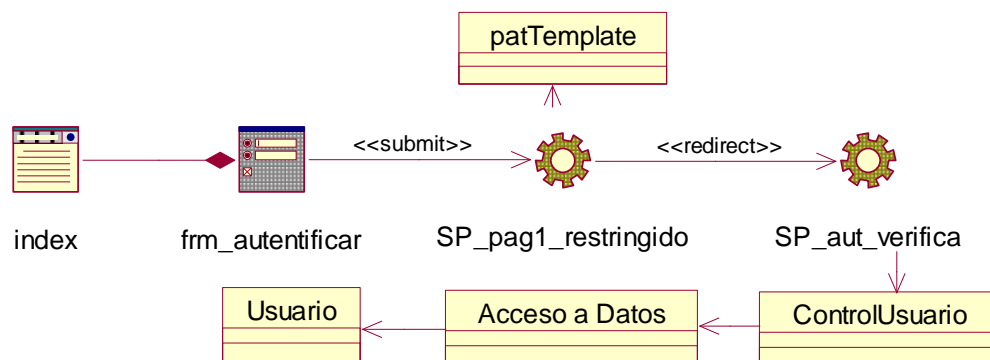 patTemplate
<<submit>>
<<redirect>>
index
frm_autentificar
SP_pag1_restringido
SP_aut_verifica
Usuario
Acceso a Datos
ControlUsuario